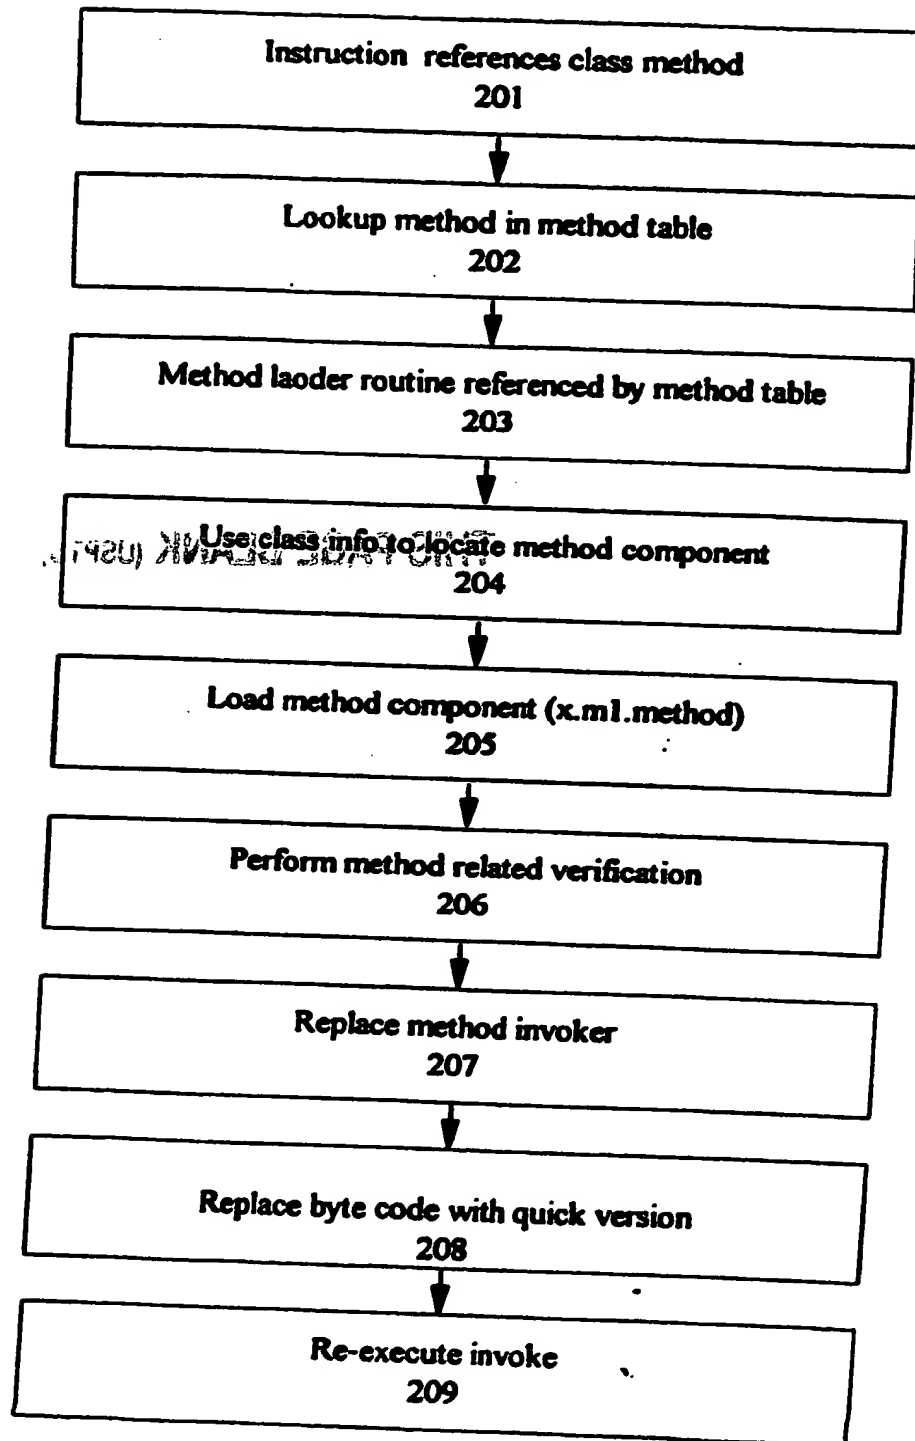 Instruction references class method
201
Lookup method in method table
202
Method laoder routine referenced by method table
203
Use class info to locate method component
204
Load method component (x.m1.method)
205
Perform method related verification
206
Replace method invoker
207
Replace byte code with quick version
208
Re-execute invoke
209